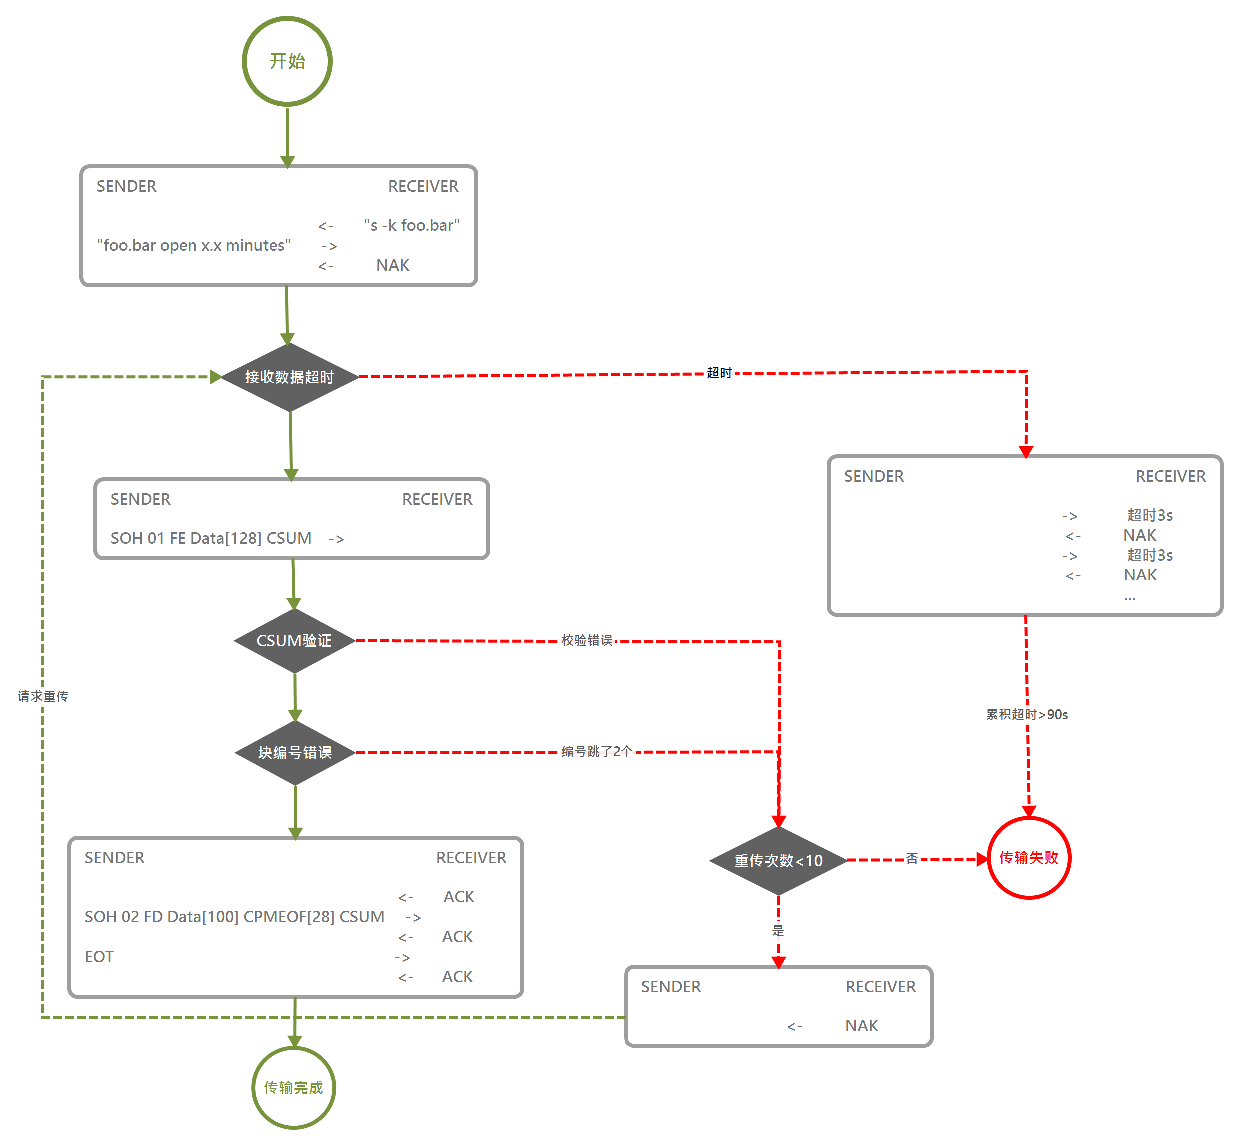 开始
SENDER RECEIVER
<- "s -k foo.bar"
"foo.bar open x.x minutes" ->
<- NAK
接收数据超时
超时
SENDER RECEIVER
SOH 01 FE Data[128] CSUM ->
SENDER RECEIVER
-> 超时3s
<- NAK
-> 超时3s
<- NAK
...
CSUM验证
校验错误
请求重传
累积超时>90s
块编号错误
编号跳了2个
SENDER RECEIVER
<- ACK
SOH 02 FD Data[100] CPMEOF[28] CSUM ->
<- ACK
EOT ->
<- ACK
重传次数<10
否
传输失败
是
SENDER RECEIVER
<- NAK
传输完成